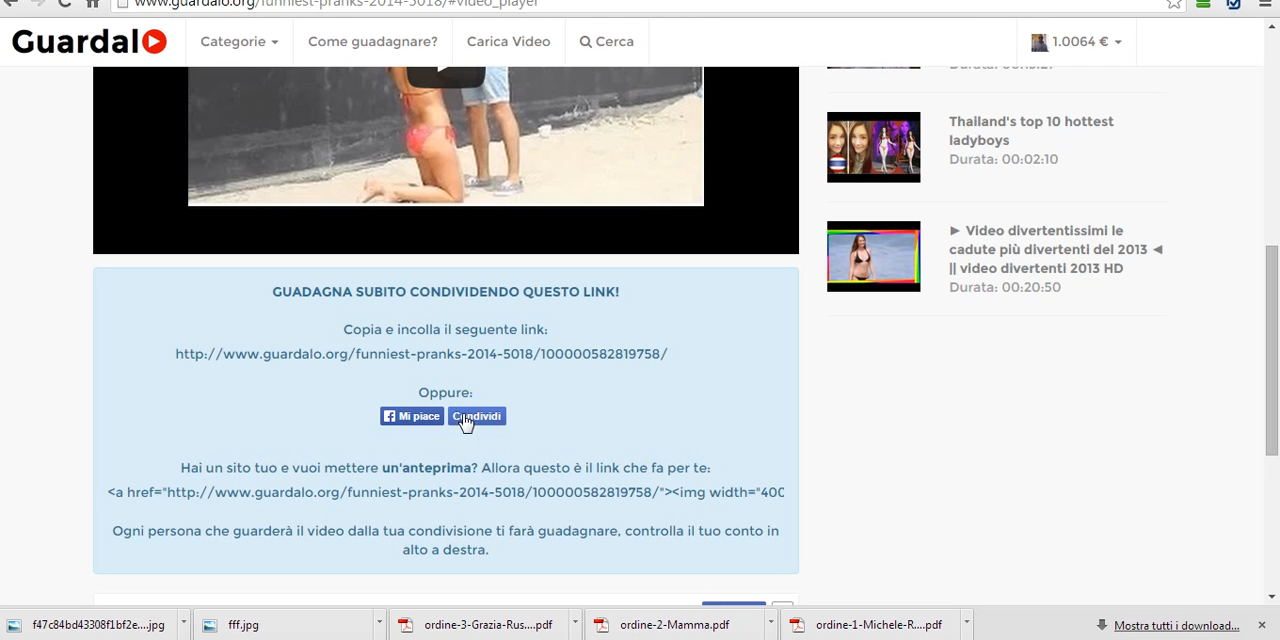 www.guardalo.org/funniest-pranks-2014-5018/#video_player
Guardalo
Categorie
Come guadagnare?
Carica Video
Cerca
1.0064 €
Thailand's top 10 hottest
ladyboys
Durata: 00:02:10
► Video divertentissimi le
cadute più divertenti del 2013 ◄
|| video divertenti 2013 HD
Durata: 00:20:50
GUADAGNA SUBITO CONDIVIDENDO QUESTO LINK!
Copia e incolla il seguente link:
http://www.guardalo.org/funniest-pranks-2014-5018/100000582819758/
Oppure:
Mi piace
Condividi
Hai un sito tuo e vuoi mettere un'anteprima? Allora questo è il link che fa per te:
<a href="http://www.guardalo.org/funniest-pranks-2014-5018/100000582819758/"><img width="400
Ogni persona che guarderà il video dalla tua condivisione ti farà guadagnare, controlla il tuo conto in
alto a destra.
f47c84bd43308f1bf2e....jpg
fff.jpg
ordine-3-Grazia-Rus....pdf
ordine-2-Mamma.pdf
ordine-1-Michele-R....pdf
Mostra tutti i download...